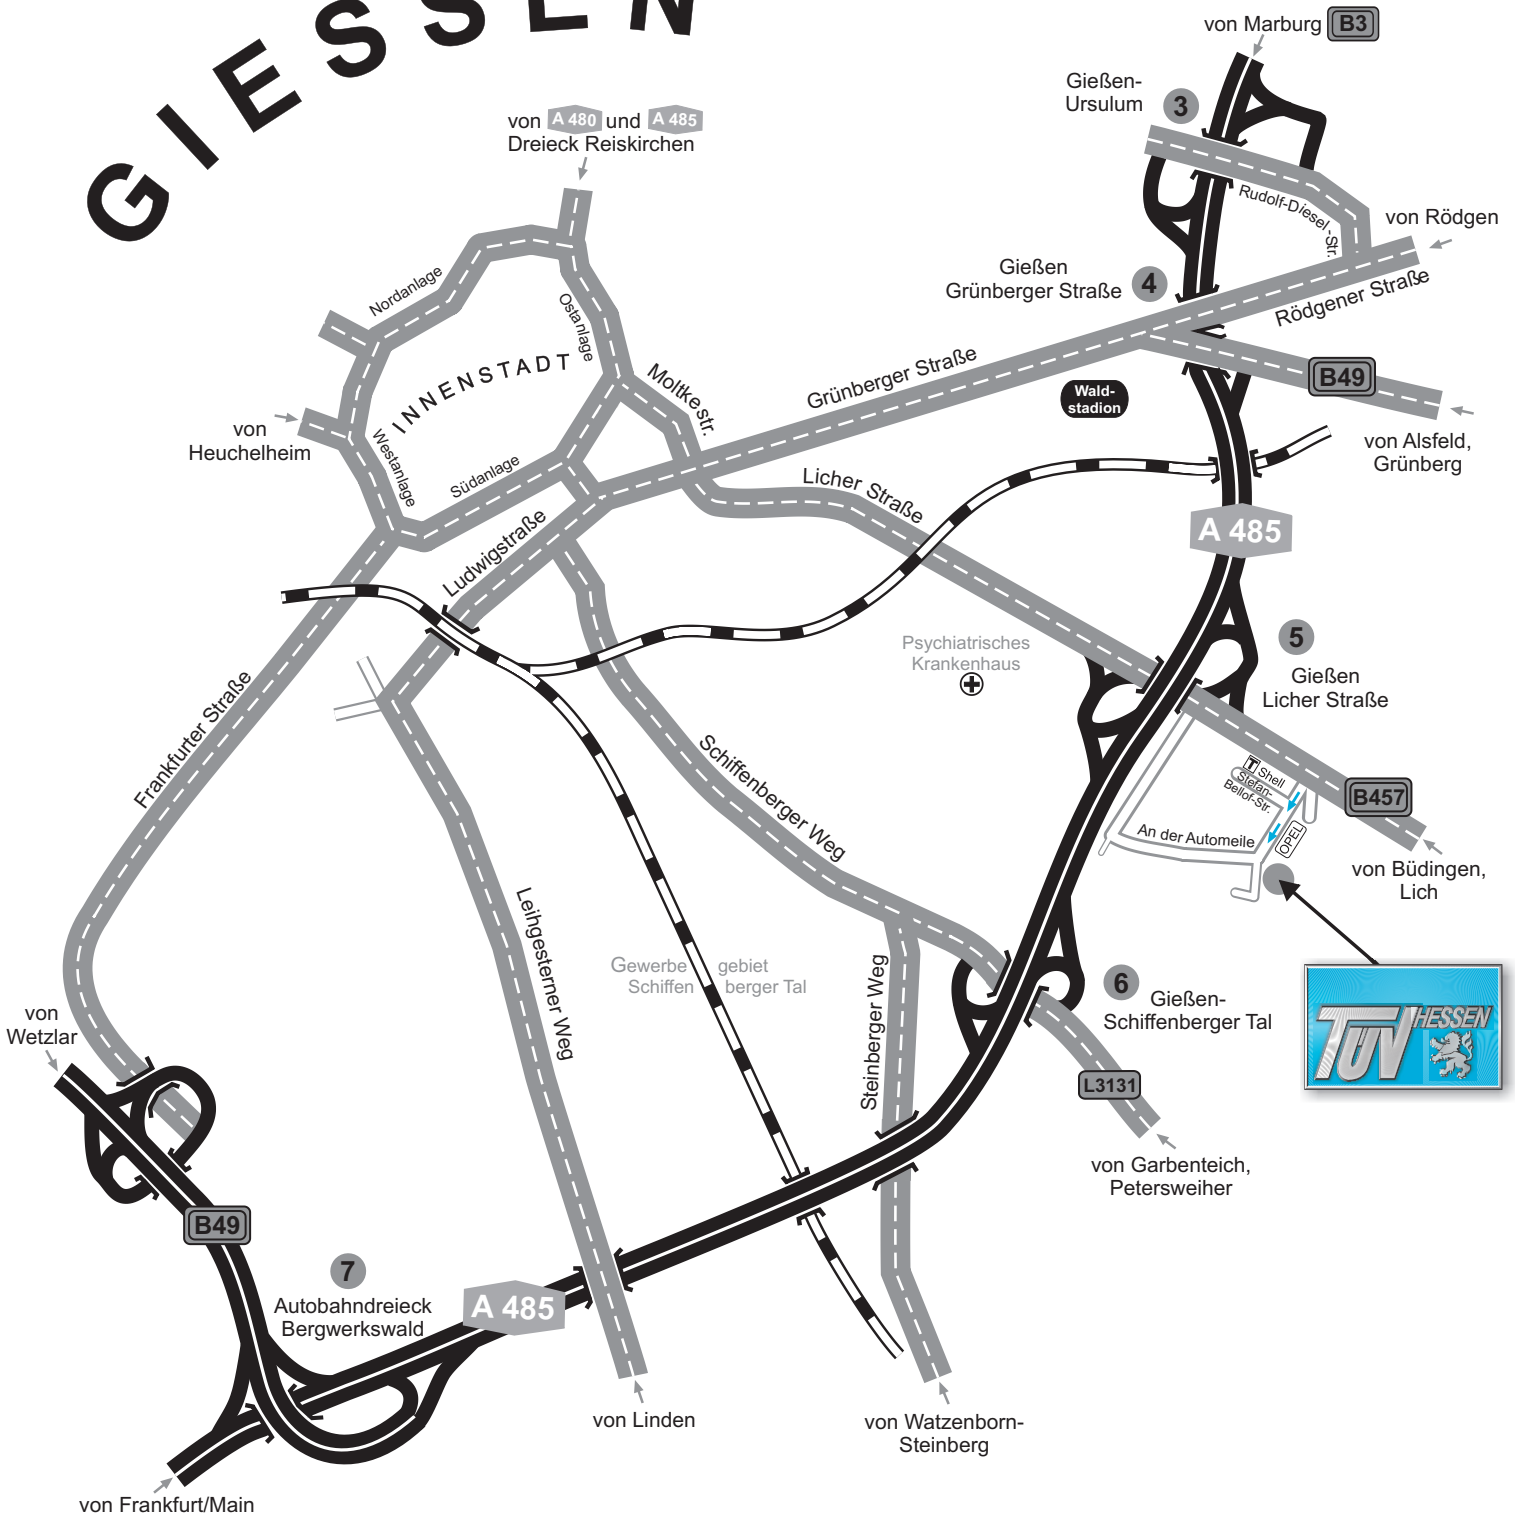 GIESSEN
von Marburg B3
Gießen-
Ursulum
3
von A 480 und A 485
Dreieck Reiskirchen
Rudolf-Diesel-Str.
von Rödgen
Gießen
Grünberger Straße
4
Rödgener Straße
Nordanlage
Ostanlage
INNENSTADT
Moltkestr.
Grünberger Straße
Wald-
stadion
B49
von Alsfeld,
Grünberg
von
Heuchelheim
Westanlage
Südanlage
Licher Straße
Ludwigstraße
A 485
Psychiatrisches
Krankenhaus
5
Gießen
Licher Straße
Frankfurter Straße
Schiffenberger Weg
T Shell
Stefan-
Bellof-Str.
B457
An der Automeile
OPEL
von Büdingen,
Lich
Leihgesterner Weg
Gewerbe gebiet
Schiffen berger Tal
Steinberger Weg
6
Gießen-
Schiffenberger Tal
TÜV HESSEN
von
Wetzlar
L3131
von Garbenteich,
Petersweiher
B49
7
Autobahndreieck
Bergwerkswald
A 485
von Linden
von Watzenborn-
Steinberg
von Frankfurt/Main